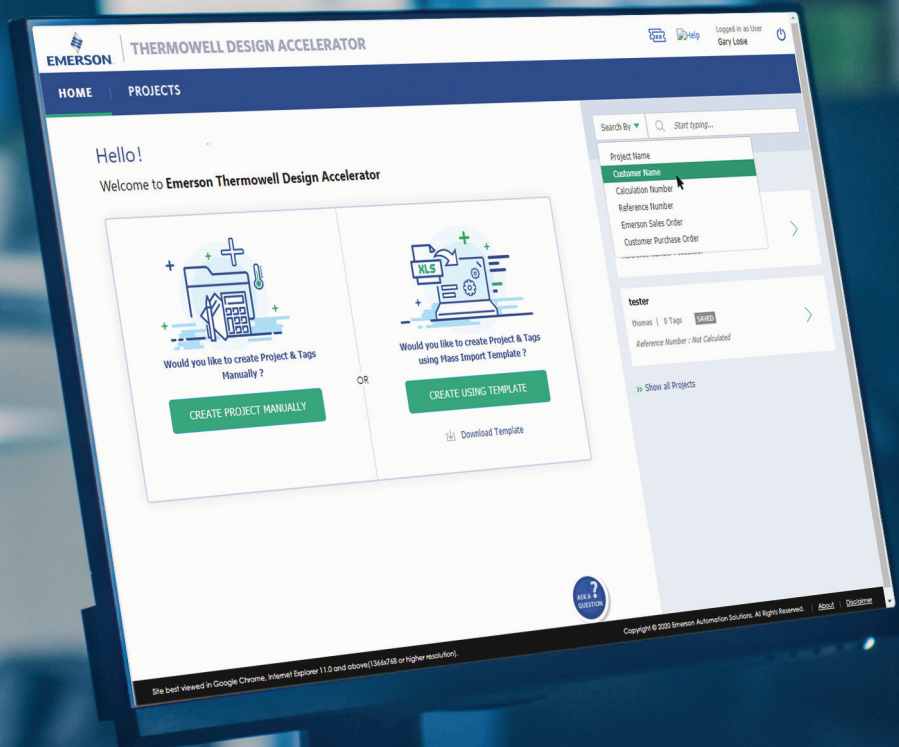 EMERSON
THERMOWELL DESIGN ACCELERATOR
Help
Logged in as User
Gary Losie
HOME
PROJECTS
Search By
Start typing...
Project Name
Customer Name
Calculation Number
Reference Number
Emerson Sales Order
Customer Purchase Order
Hello!
Welcome to Emerson Thermowell Design Accelerator
XLS
Would you like to create Project & Tags
Manually ?
CREATE PROJECT MANUALLY
OR
Would you like to create Project & Tags
using Mass Import Template ?
CREATE USING TEMPLATE
Download Template
tester
thomas | 0 Tags SAVED
Reference Number : Not Calculated
Show all Projects
ASK A
QUESTION
?
Site best viewed in Google Chrome, Internet Explorer 11.0 and above(1366x768 or higher resolution).
Copyright © 2020 Emerson Automation Solutions. All Rights Reserved. | About | Disclaimer